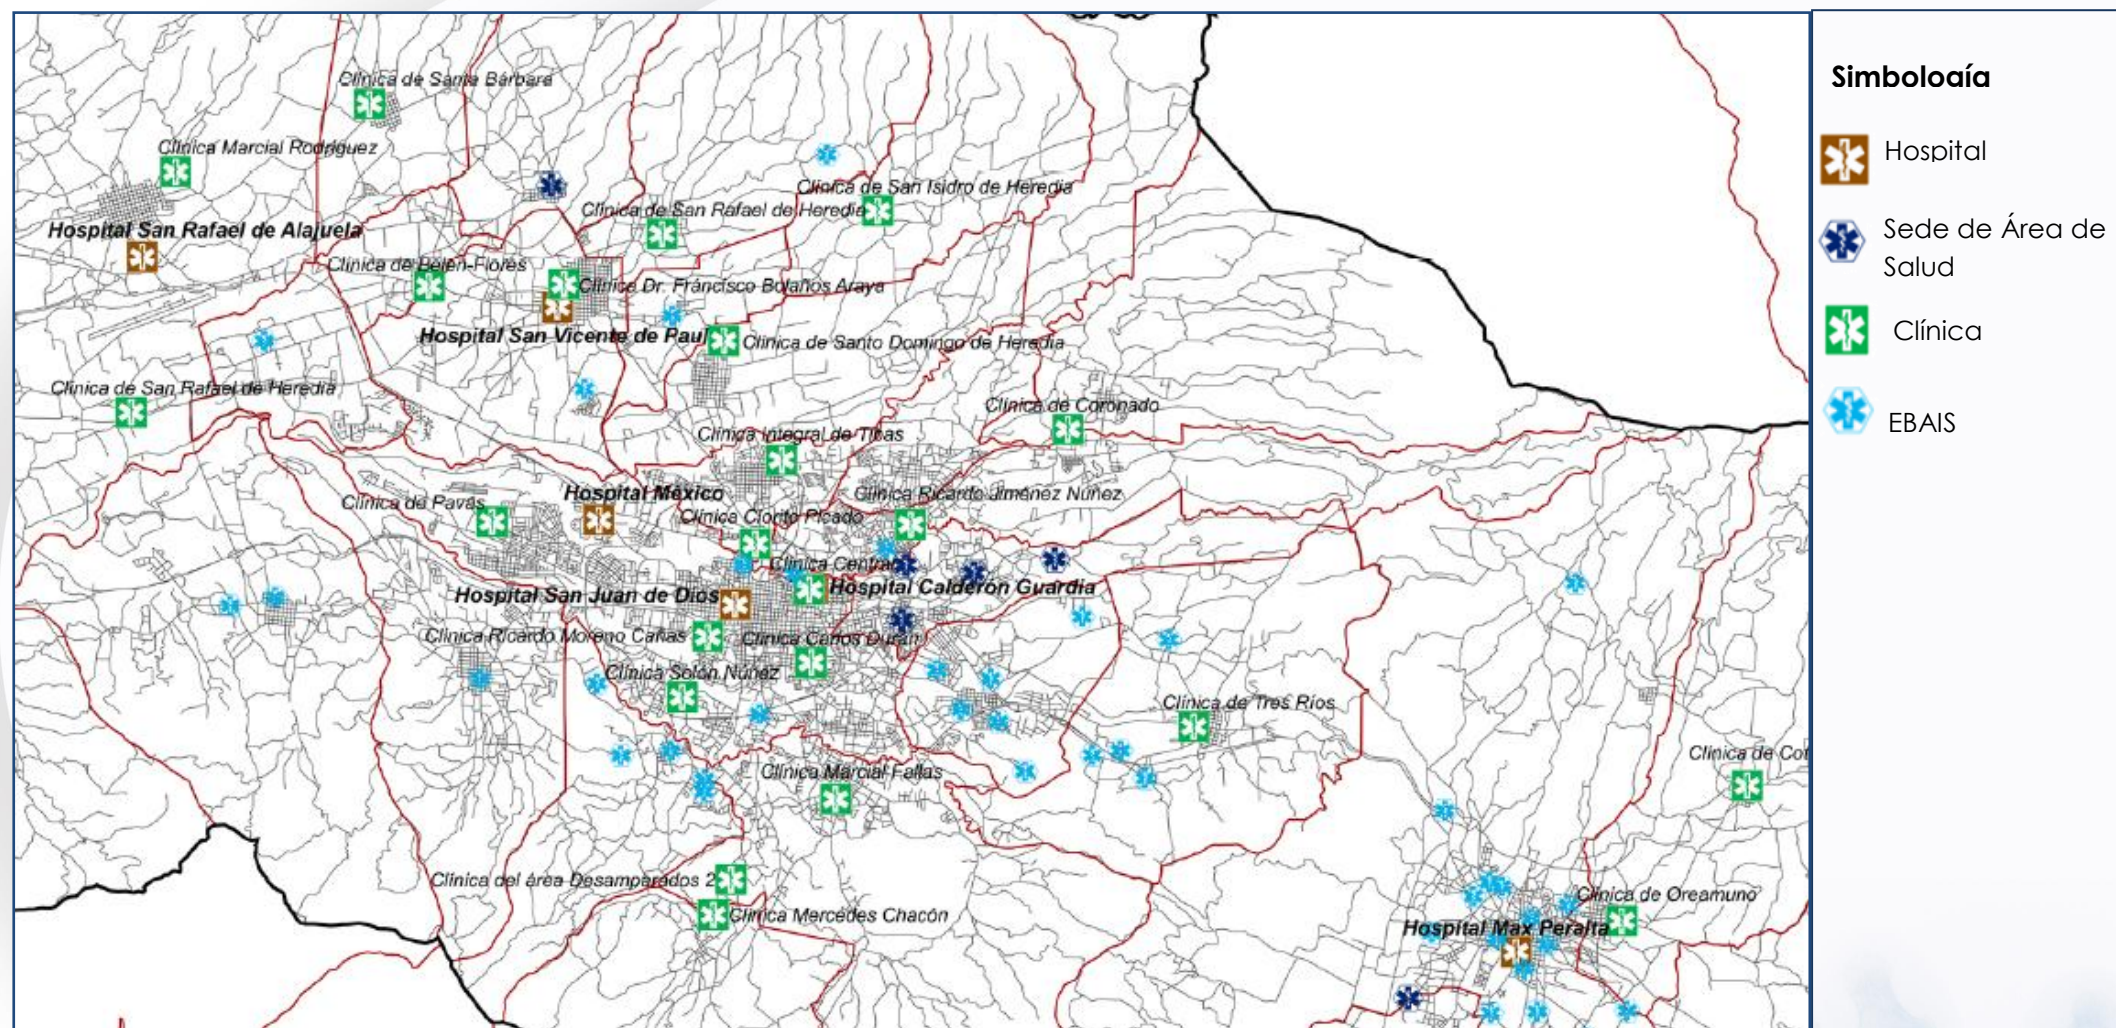 Clínica de Santa Bárbara
Clínica Marcial Rodríguez
Clínica de San Isidro de Heredia
Clínica de San Rafael de Heredia
Hospital San Rafael de Alajuela
Clínica de Belén-Flores
Clínica Dr. Fráncisco Bolaños Araya
Hospital San Vicente de Paul
Clínica de Santo Domingo de Heredia
Clínica de San Rafael de Heredia
Clínica de Coronado
Clínica Integral de Tibas
Hospital México
Clínica Ricardo Jiménez Núñez
Clínica de Pavas
Clínica Clorito Picado
Clínica Central
Hospital Calderón Guardia
Hospital San Juan de Dios
Clínica Ricardo Moreno Cañas
Clínica Carlos Durán
Clínica Solón Núñez
Clínica de Tres Ríos
Clínica de Cot
Clínica Marcial Fallas
Clínica del área Desamparados 2
Clínica de Oreamuno
Clínica Mercedes Chacón
Hospital Max Peralta
Simboloaía
Hospital
Sede de Área de
Salud
Clínica
EBAIS